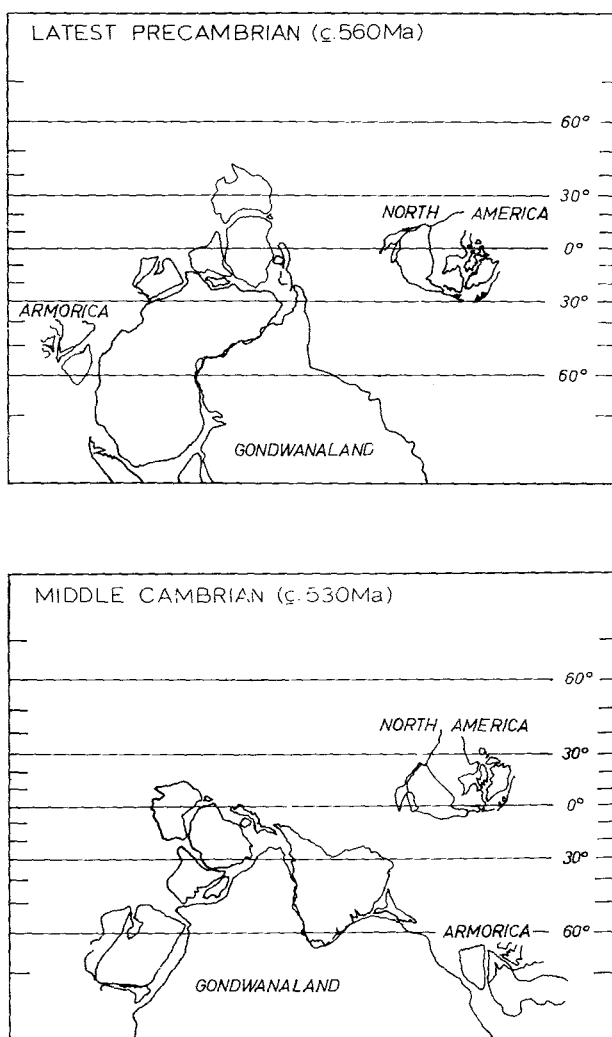 LATEST PRECAMBRIAN (c.560Ma)
60°
30°
NORTH AMERICA
0°
30°
ARMORICA
60°
GONDWANALAND
MIDDLE CAMBRIAN (c.530Ma)
60°
NORTH AMERICA
30°
0°
30°
ARMORICA
60°
GONDWANALAND